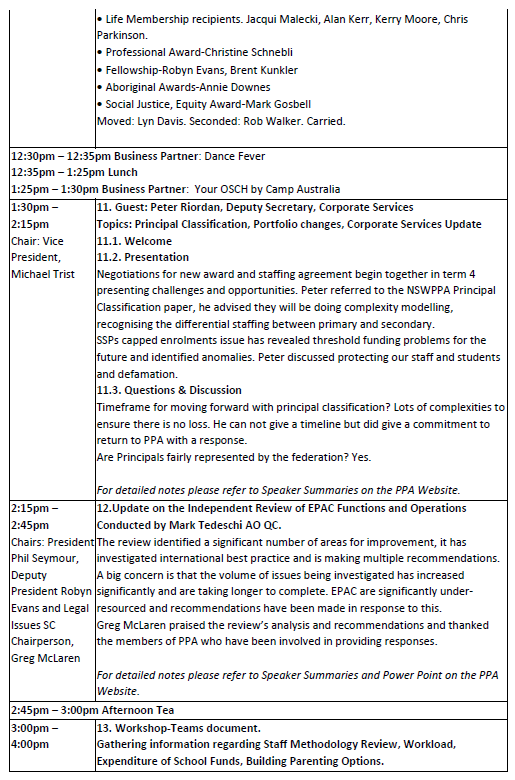 • Life Membership recipients. Jacqui Malecki, Alan Kerr, Kerry Moore, Chris
Parkinson.
• Professional Award-Christine Schnebli
• Fellowship-Robyn Evans, Brent Kunkler
• Aboriginal Awards-Annie Downes
• Social Justice, Equity Award-Mark Gosbell
Moved: Lyn Davis. Seconded: Rob Walker. Carried.
12:30pm – 12:35pm Business Partner: Dance Fever
12:35pm – 1:25pm Lunch
1:25pm – 1:30pm Business Partner:  Your OSCH by Camp Australia
1:30pm –
2:15pm
Chair: Vice
President,
Michael Trist
11. Guest: Peter Riordan, Deputy Secretary, Corporate Services
Topics: Principal Classification, Portfolio changes, Corporate Services Update
11.1. Welcome
11.2. Presentation
Negotiations for new award and staffing agreement begin together in term 4
presenting challenges and opportunities. Peter referred to the NSWPPA Principal
Classification paper, he advised they will be doing complexity modelling,
recognising the differential staffing between primary and secondary.
SSPs capped enrolments issue has revealed threshold funding problems for the
future and identified anomalies. Peter discussed protecting our staff and students
and defamation.
11.3. Questions & Discussion
Timeframe for moving forward with principal classification? Lots of complexities to
ensure there is no loss. He can not give a timeline but did give a commitment to
return to PPA with a response.
Are Principals fairly represented by the federation? Yes.
For detailed notes please refer to Speaker Summaries on the PPA Website.
2:15pm –
2:45pm
Chairs: President
Phil Seymour,
Deputy
President Robyn
Evans and Legal
Issues SC
Chairperson,
Greg McLaren
12.Update on the Independent Review of EPAC Functions and Operations
Conducted by Mark Tedeschi AO QC.
The review identified a significant number of areas for improvement, it has
investigated international best practice and is making multiple recommendations.
A big concern is that the volume of issues being investigated has increased
significantly and are taking longer to complete. EPAC are significantly under-
resourced and recommendations have been made in response to this.
Greg McLaren praised the review's analysis and recommendations and thanked
the members of PPA who have been involved in providing responses.
For detailed notes please refer to Speaker Summaries and Power Point on the PPA
Website.
2:45pm – 3:00pm Afternoon Tea
3:00pm –
4:00pm
13. Workshop-Teams document.
Gathering information regarding Staff Methodology Review, Workload,
Expenditure of School Funds, Building Parenting Options.